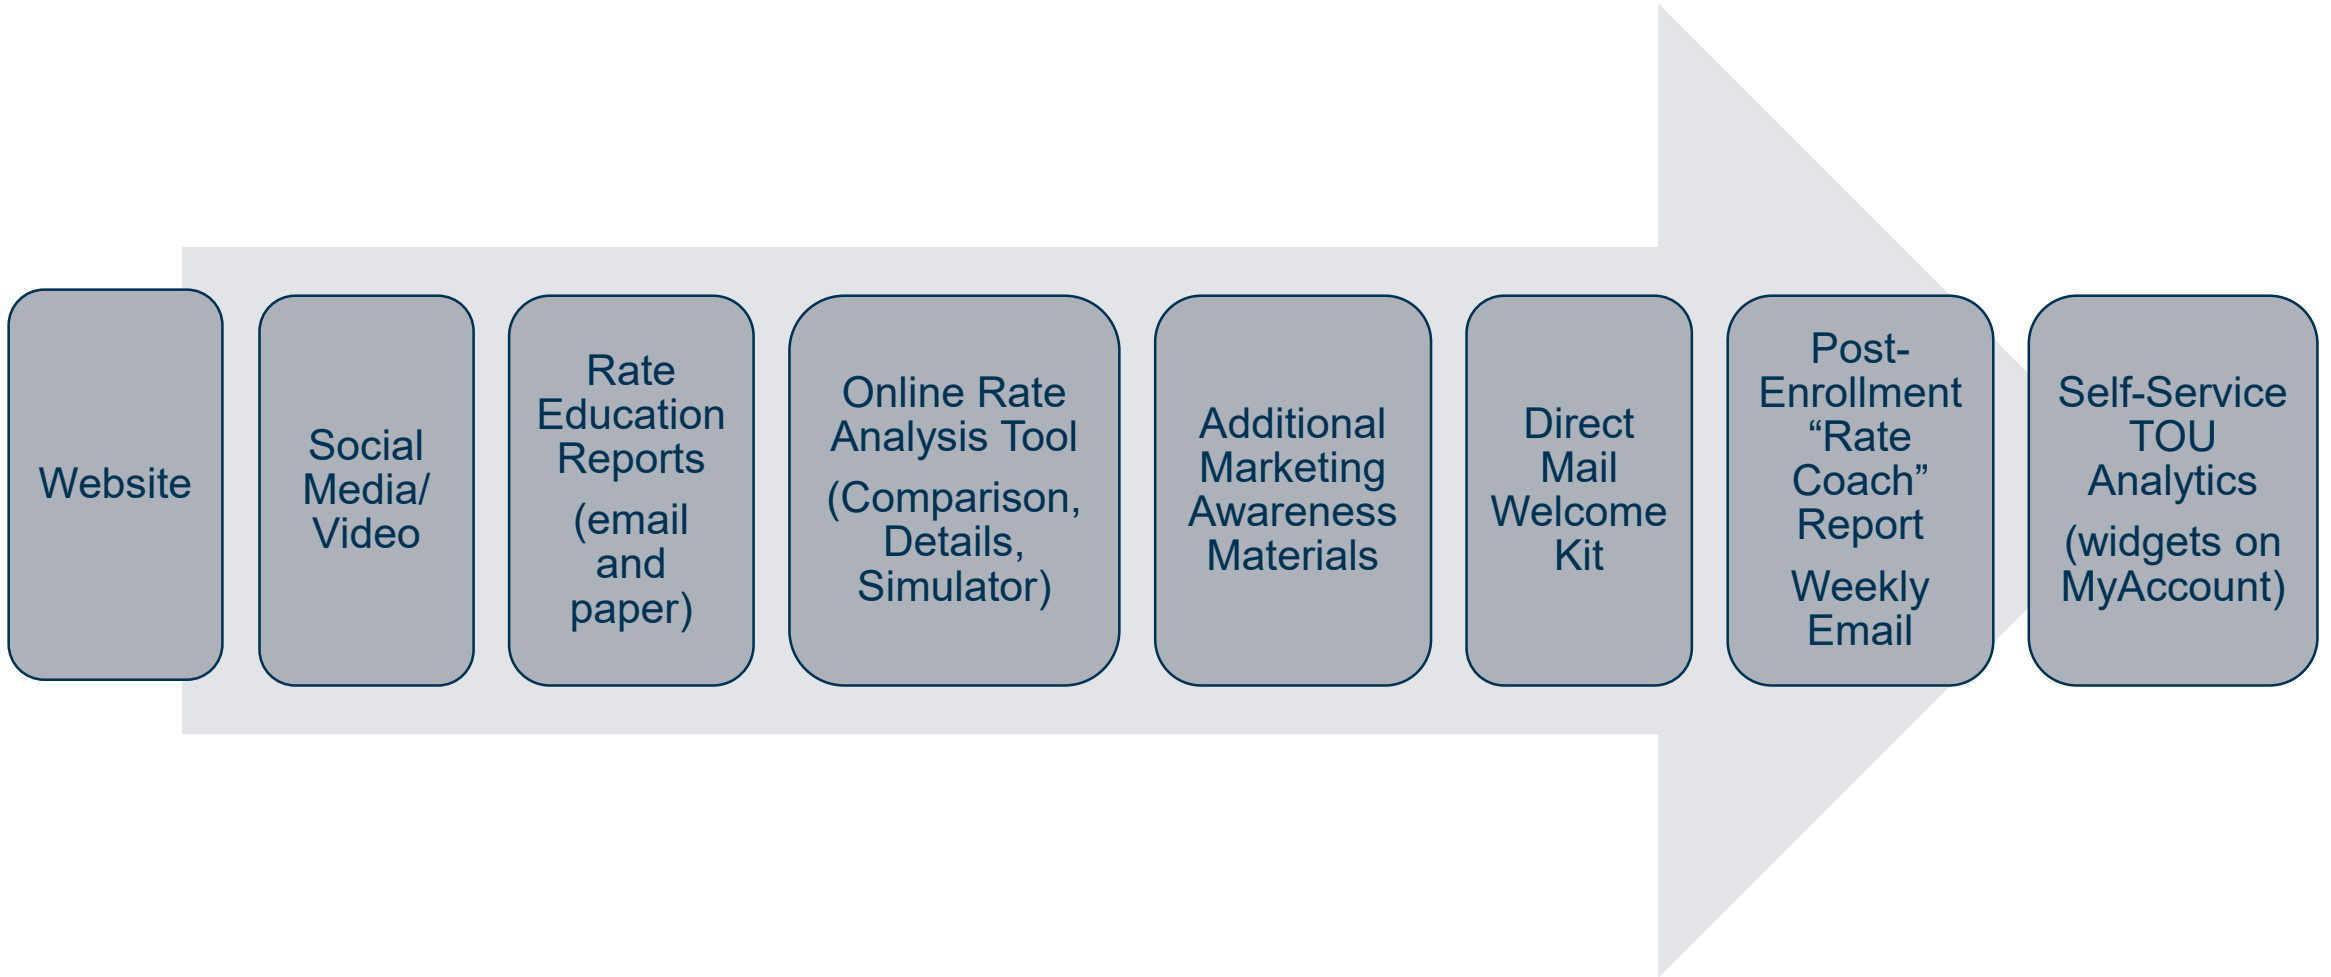 Website
Social
Media/
Video
Rate
Education
Reports
(email
and
paper)
Online Rate
Analysis Tool
(Comparison,
Details,
Simulator)
Additional
Marketing
Awareness
Materials
Direct
Mail
Welcome
Kit
Post-
Enrollment
“Rate
Coach”
Report
Weekly
Email
Self-Service
TOU
Analytics
(widgets on
MyAccount)